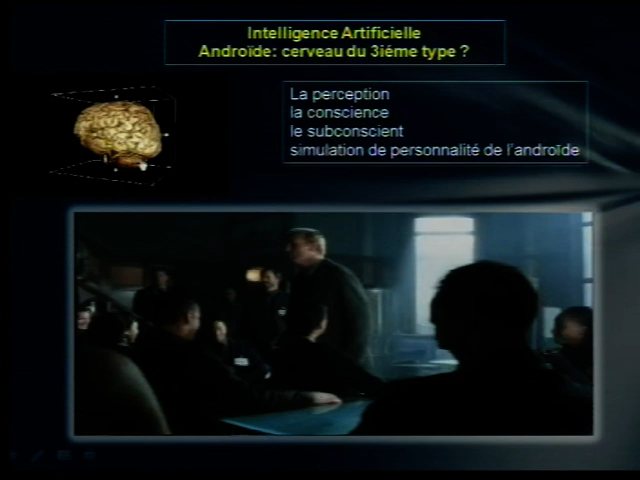 Intelligence Artificielle
Androïde: cerveau du 3iéme type ?
La perception
la conscience
le subconscient
simulation de personnalité de l'androïde